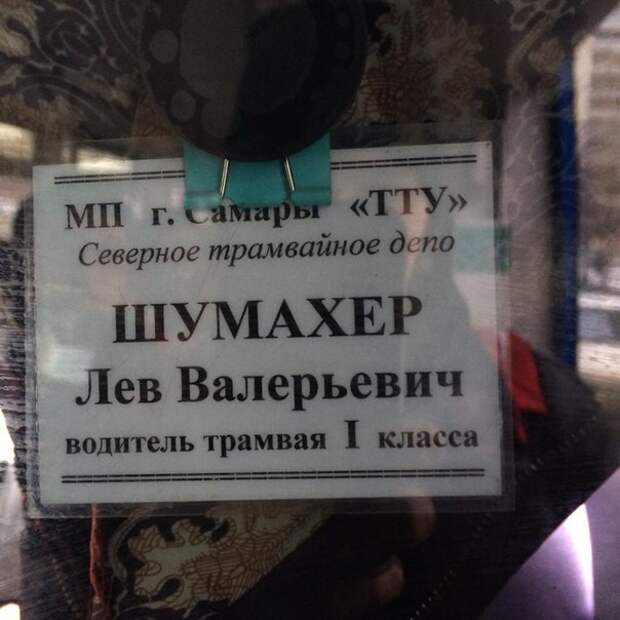 МП г. Самары «ТТУ»
Северное трамвайное депо
ШУМАХЕР
Лев Валерьевич
водитель трамвая I класса